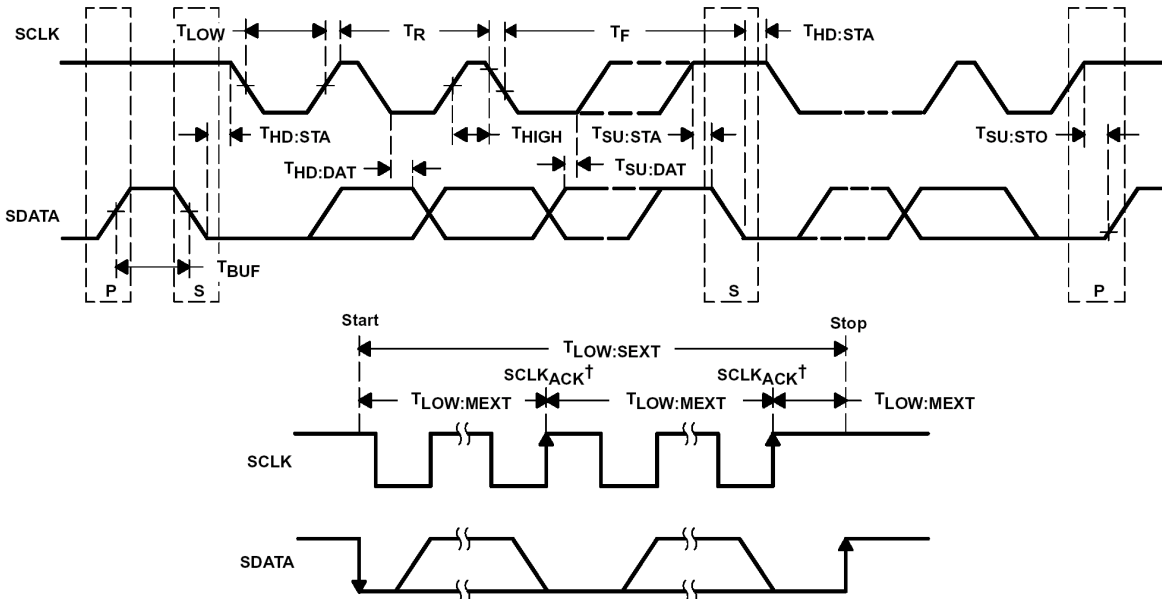 SCLK
TLOW
TR
TF
THD:STA
THD:STA
THIGH
TSU:STA
TSU:STO
THD:DAT
TSU:DAT
SDATA
TBUF
P
S
S
P
Start
Stop
TLOW:SEXT
SCLKACK†
SCLKACK†
TLOW:MEXT
TLOW:MEXT
TLOW:MEXT
SCLK
SDATA